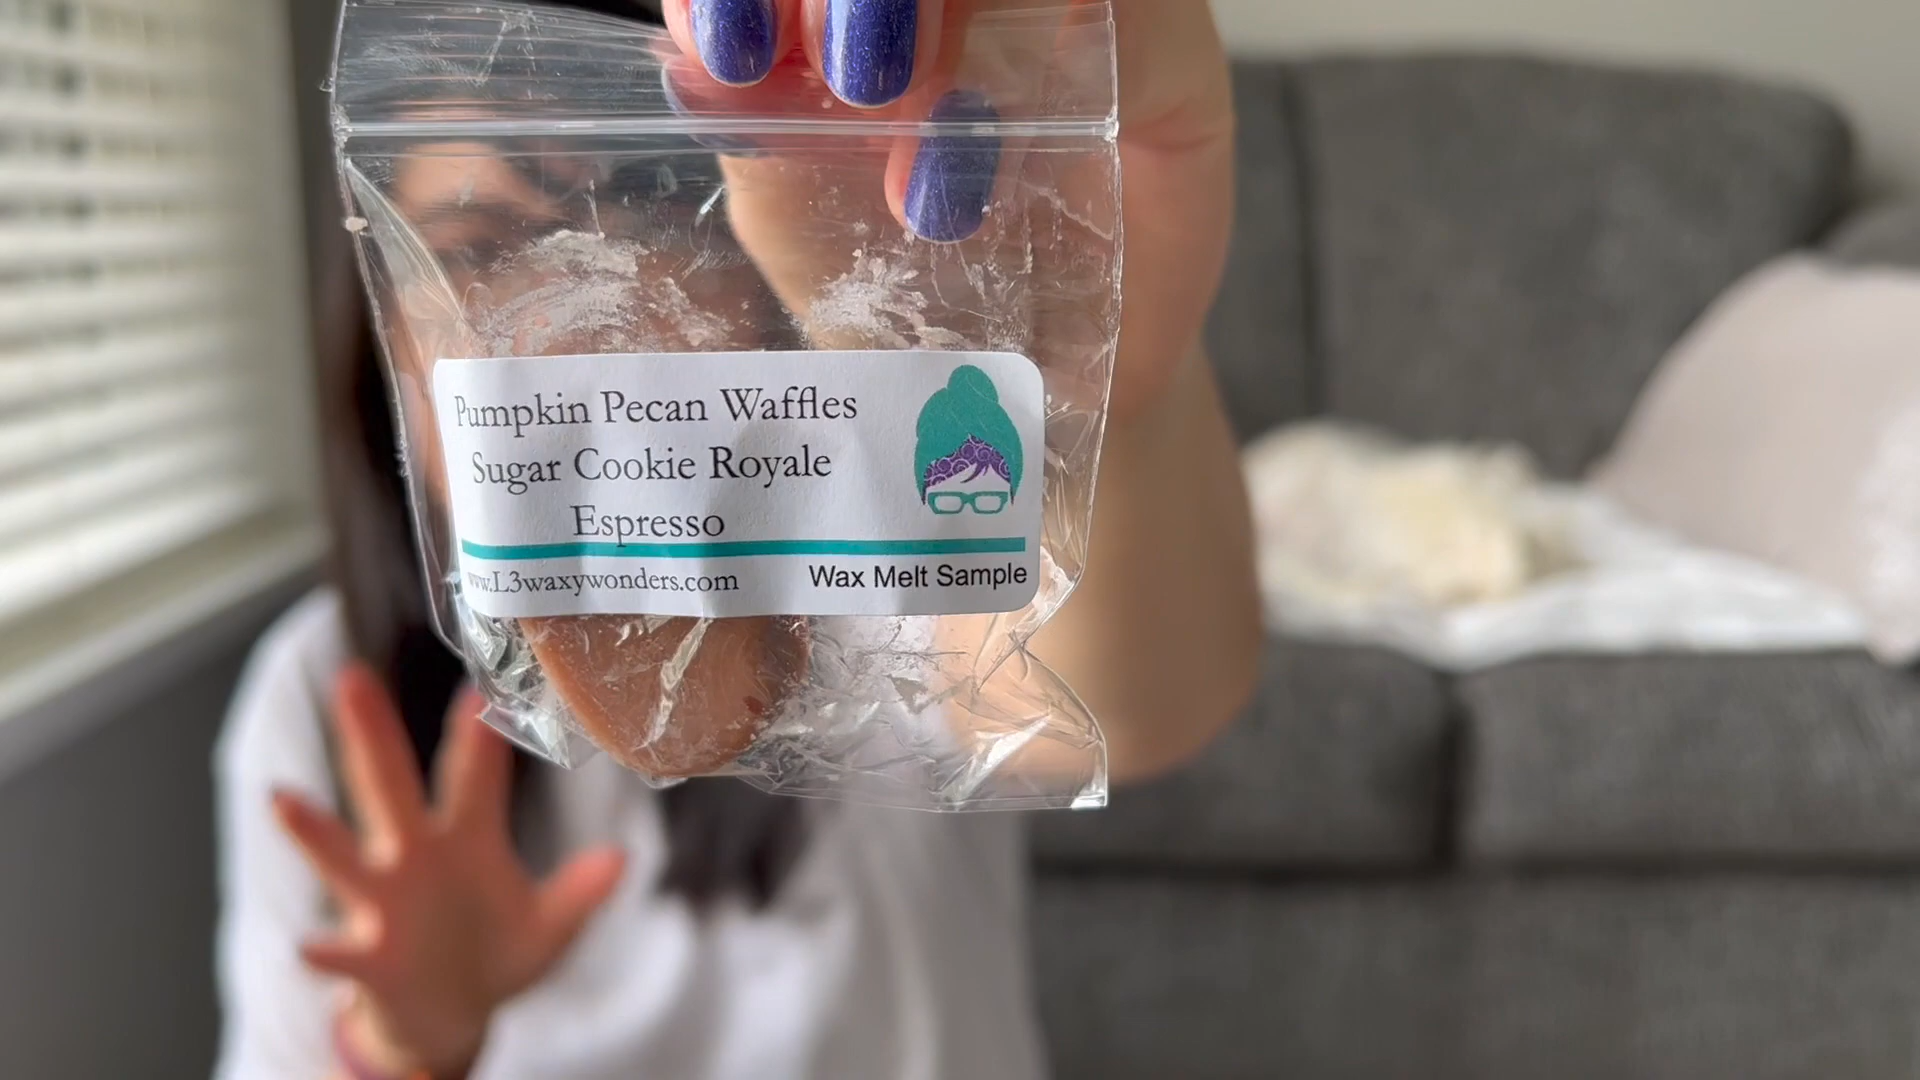 Pumpkin Pecan Waffles
Sugar Cookie Royale
Espresso
www.L3waxywonders.com
Wax Melt Sample